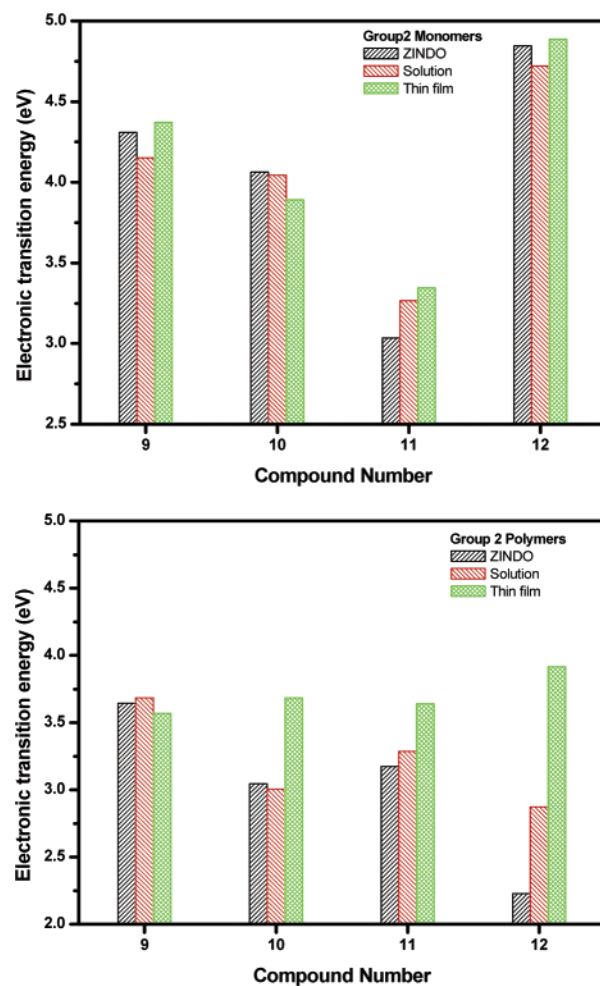 5.0
4.5
4.0
3.5
3.0
2.5
Electronic transition energy (eV)
Group2 Monomers
ZINDO
Solution
Thin film
9 10 11 12
Compound Number
5.0
4.5
4.0
3.5
3.0
2.5
2.0
Electronic transition energy (eV)
Group 2 Polymers
ZINDO
Solution
Thin film
9 10 11 12
Compound Number